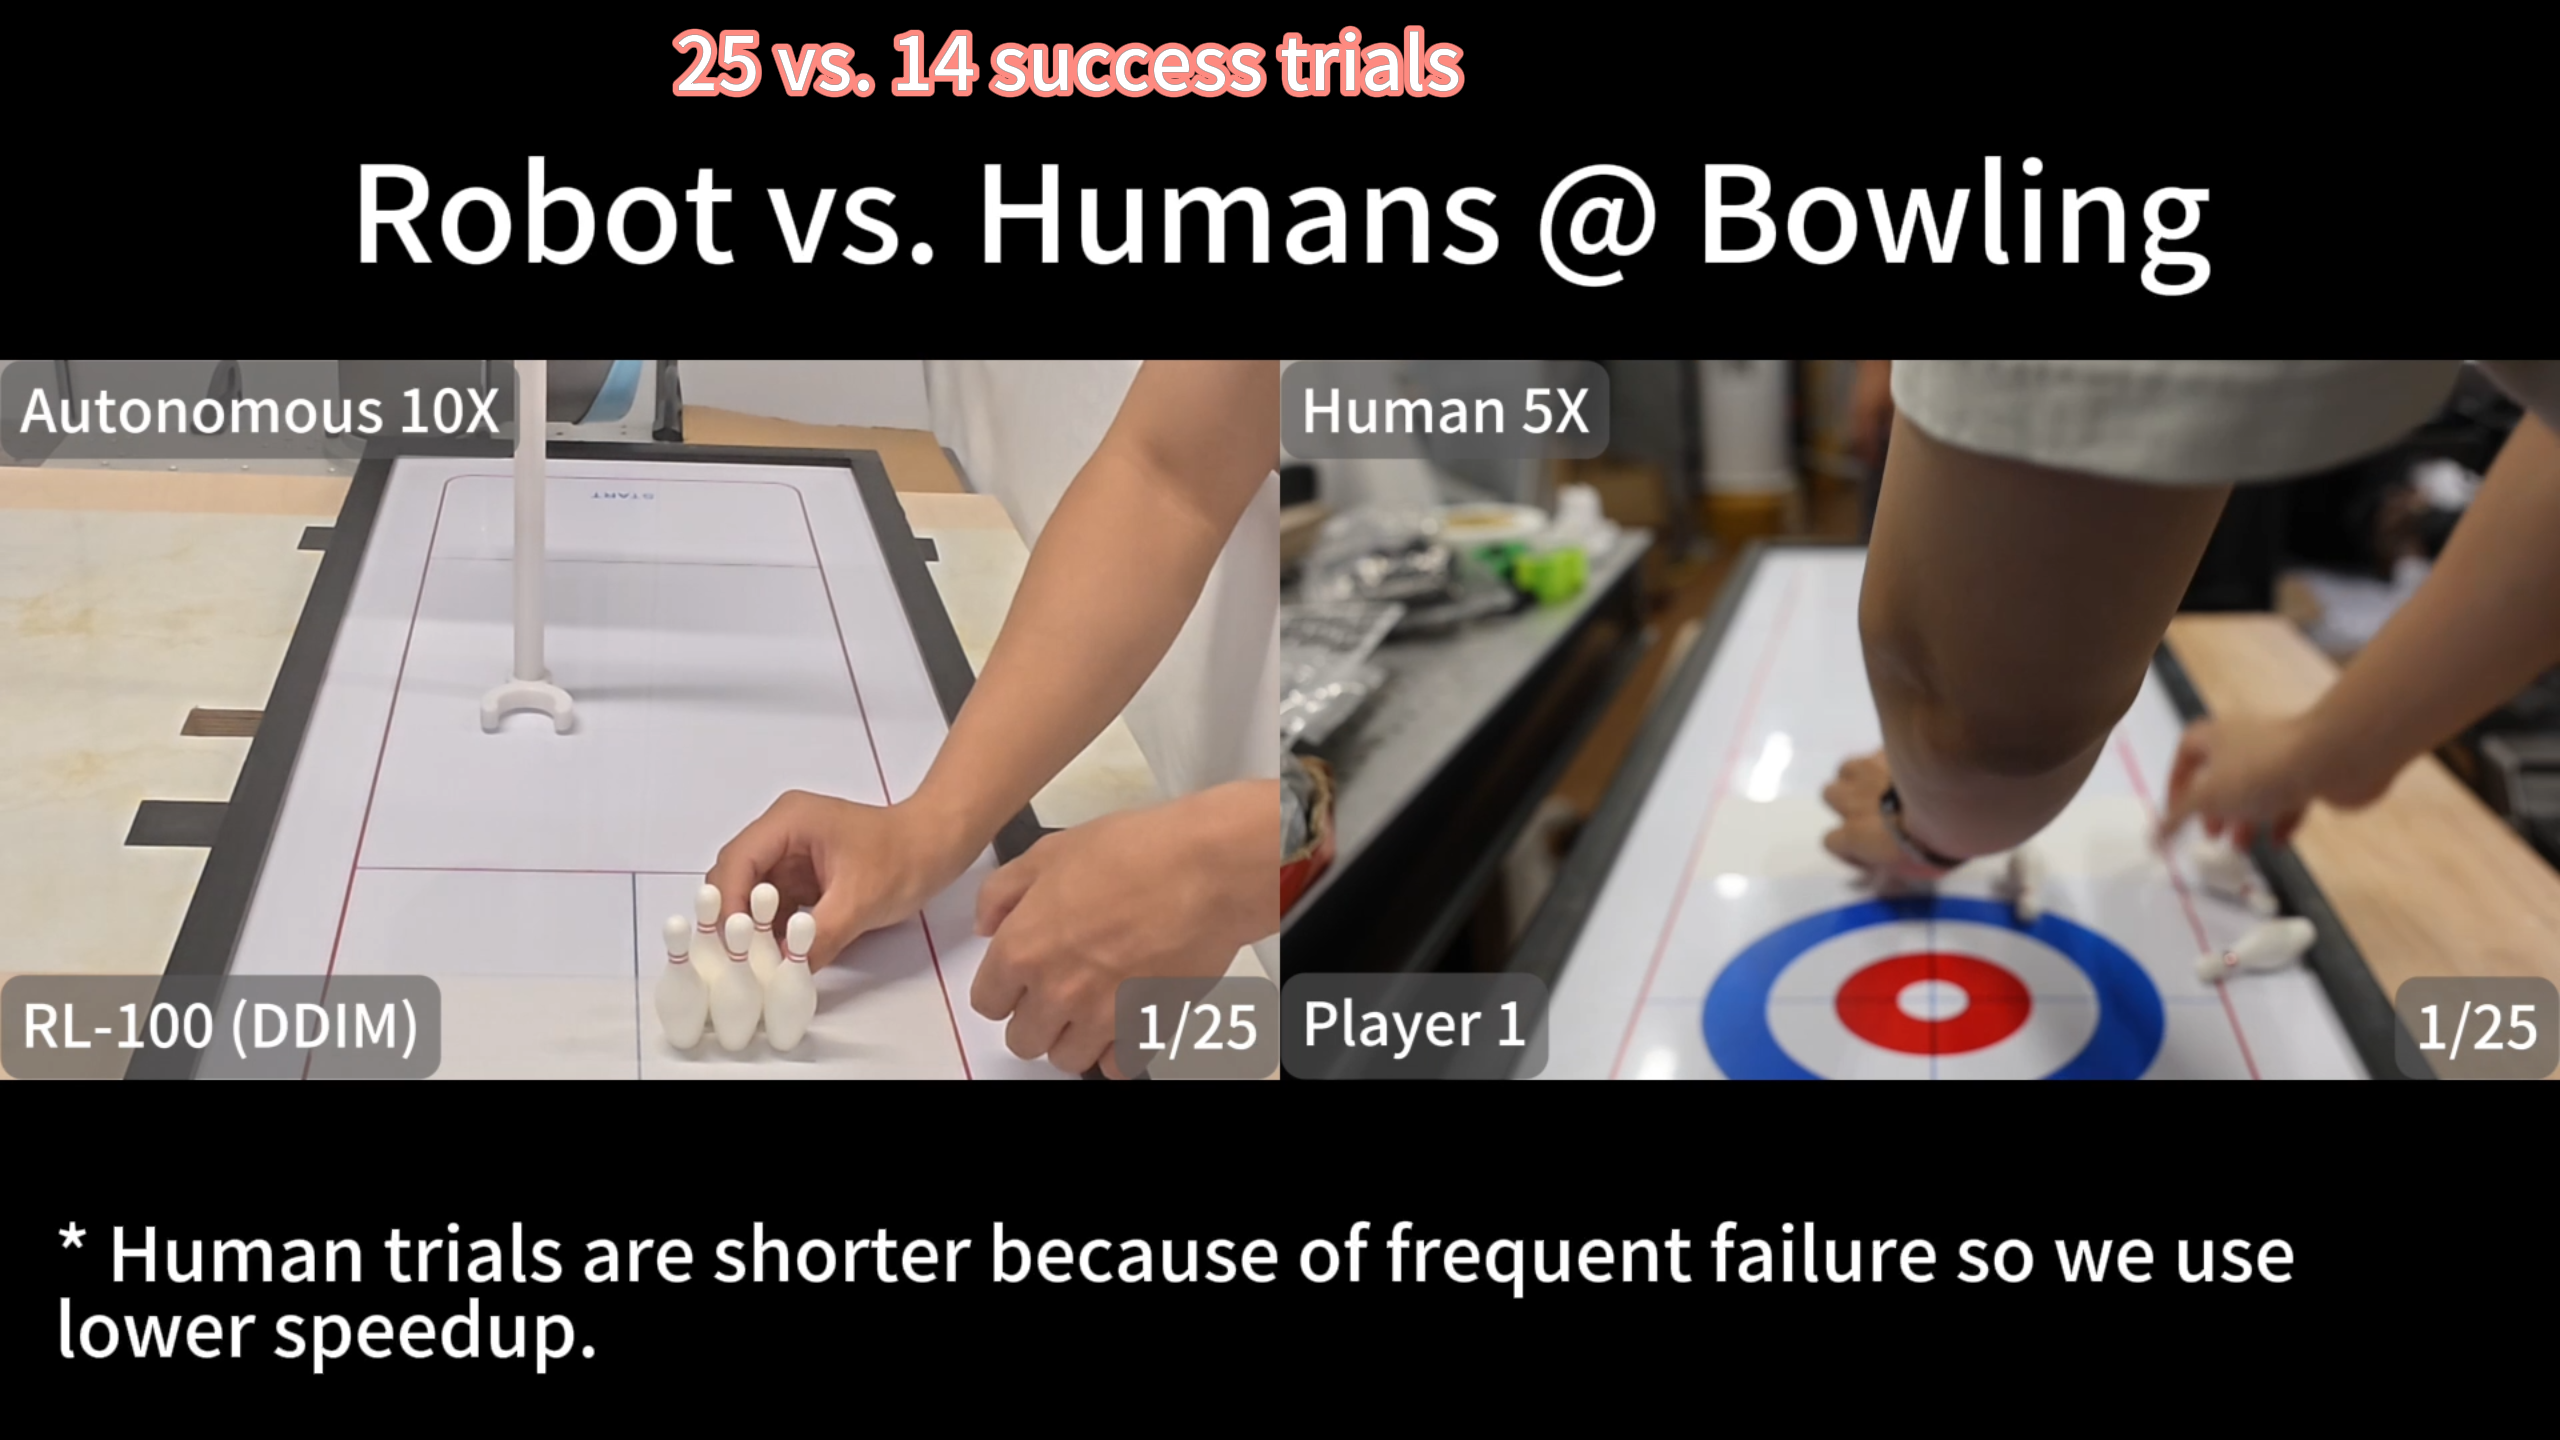 25 vs. 14 success trials
Robot vs. Humans @ Bowling
Autonomous 10X
Human 5X
START
RL-100 (DDIM)
1/25
Player 1
1/25
* Human trials are shorter because of frequent failure so we use
lower speedup.